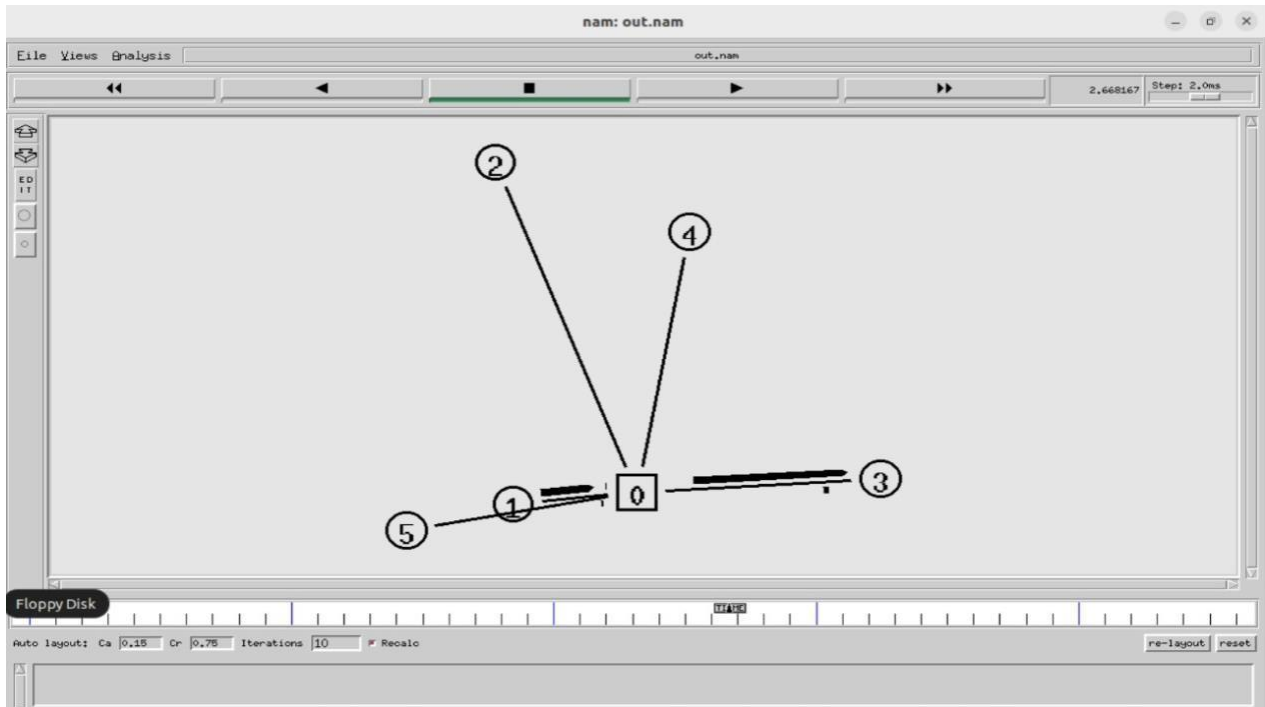 nam: out.nam
File Views Analysis out.nam
2.668167 Step: 2.0ms
ED
IT
2
4
3
0
1
5
Floppy Disk
TIME
Auto layout: Ca 0.15 Cr 0.75 Iterations 10 Recalc re-layout reset